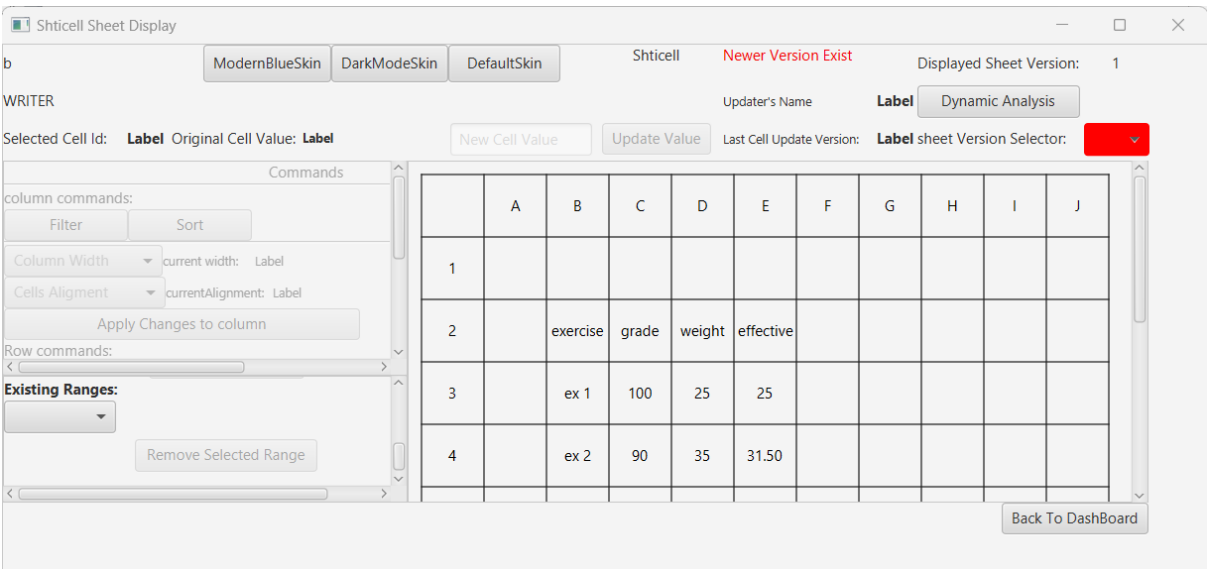 Shticell Sheet Display
b ModernBlueSkin DarkModeSkin DefaultSkin Shticell Newer Version Exist Displayed Sheet Version: 1
WRITER Updater's Name Label Dynamic Analysis
Selected Cell Id: Label Original Cell Value: Label New Cell Value Update Value Last Cell Update Version: Label sheet Version Selector:
Commands
column commands:
Filter Sort
Column Width current width: Label
Cells Aligment currentAlignment: Label
Apply Changes to column
Row commands:
Existing Ranges:
Remove Selected Range
A B C D E F G H I J
1
2 exercise grade weight effective
3 ex 1 100 25 25
4 ex 2 90 35 31.50
Back To DashBoard